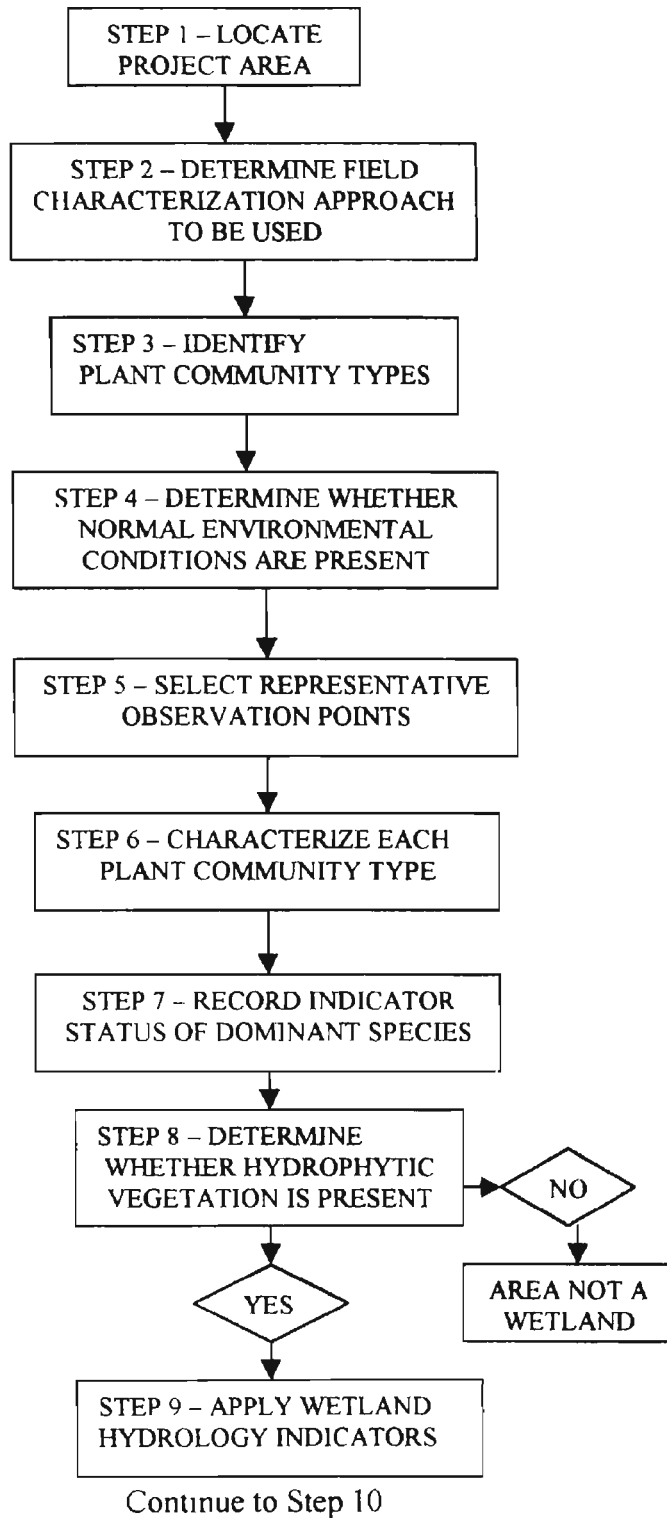 STEP 1 – LOCATE
PROJECT AREA
STEP 2 – DETERMINE FIELD
CHARACTERIZATION APPROACH
TO BE USED
STEP 3 – IDENTIFY
PLANT COMMUNITY TYPES
STEP 4 – DETERMINE WHETHER
NORMAL ENVIRONMENTAL
CONDITIONS ARE PRESENT
STEP 5 – SELECT REPRESENTATIVE
OBSERVATION POINTS
STEP 6 – CHARACTERIZE EACH
PLANT COMMUNITY TYPE
STEP 7 – RECORD INDICATOR
STATUS OF DOMINANT SPECIES
STEP 8 – DETERMINE
WHETHER HYDROPHYTIC
VEGETATION IS PRESENT
NO
YES
AREA NOT A
WETLAND
STEP 9 – APPLY WETLAND
HYDROLOGY INDICATORS
Continue to Step 10